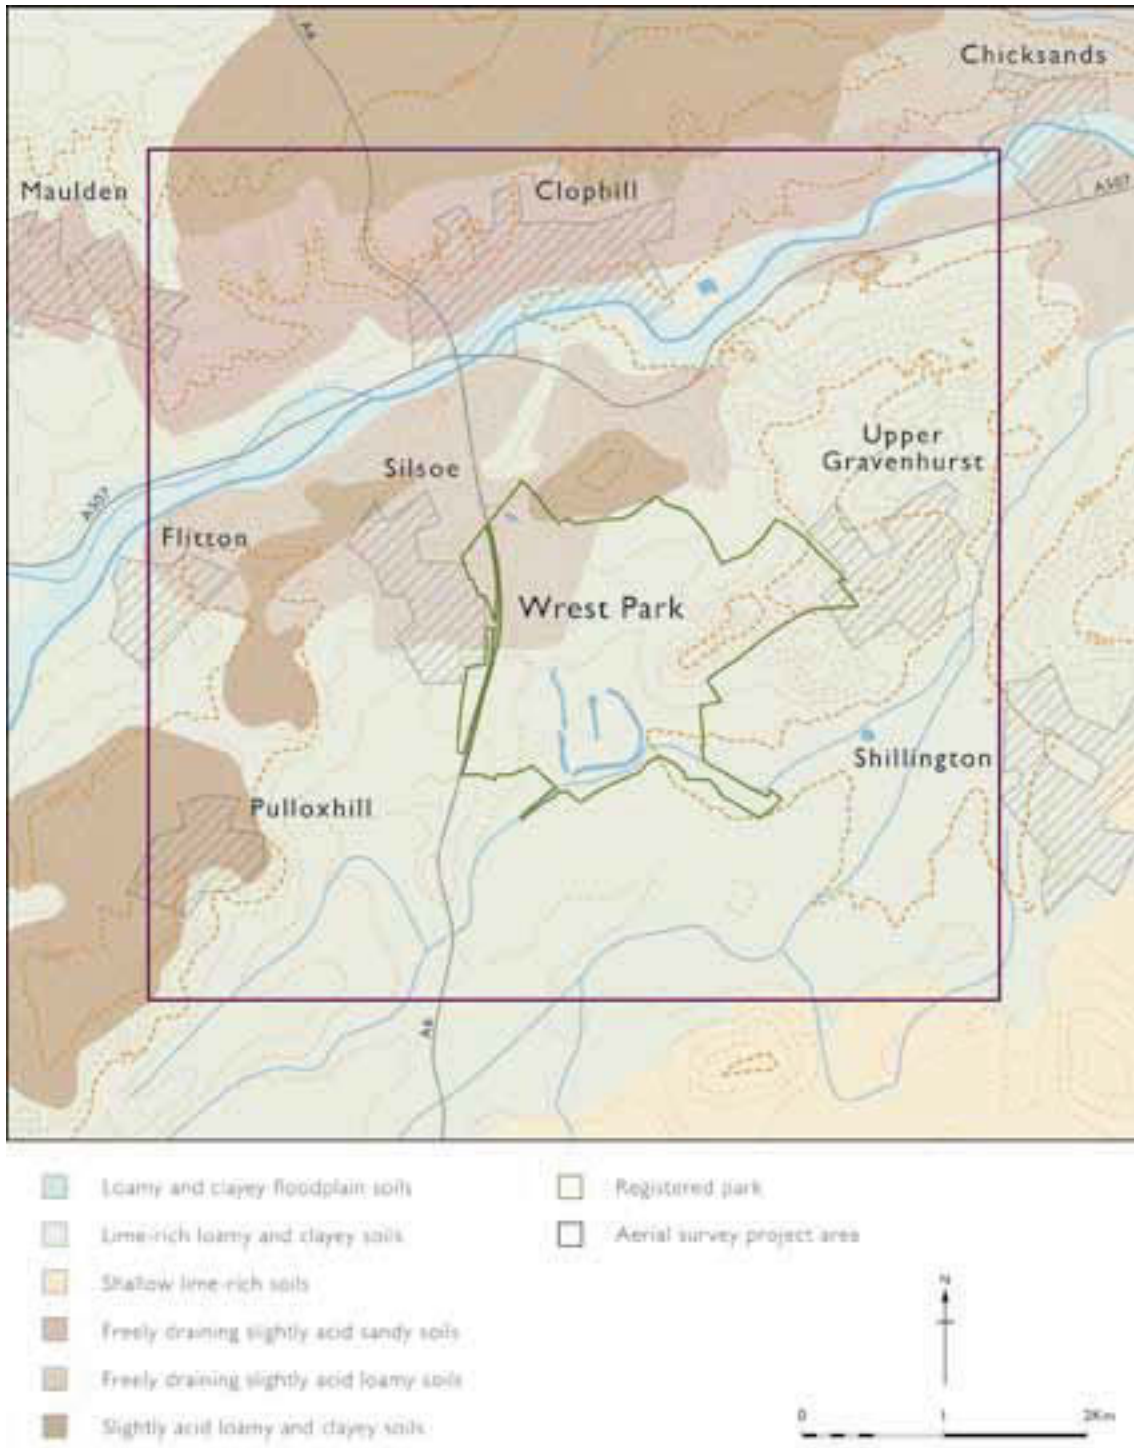 A6
Chicksands
Maulden
Clophill
A507
Upper
Gravenhurst
Silsoe
A507
Flitton
Wrest Park
Shillington
Pulloxhill
A6
Loamy and clayey floodplain soils
Lime-rich loamy and clayey soils
Shallow lime-rich soils
Freely draining slightly acid sandy soils
Freely draining slightly acid loamy soils
Slightly acid loamy and clayey soils
Registered park
Aerial survey project area
N
0 1 2Km